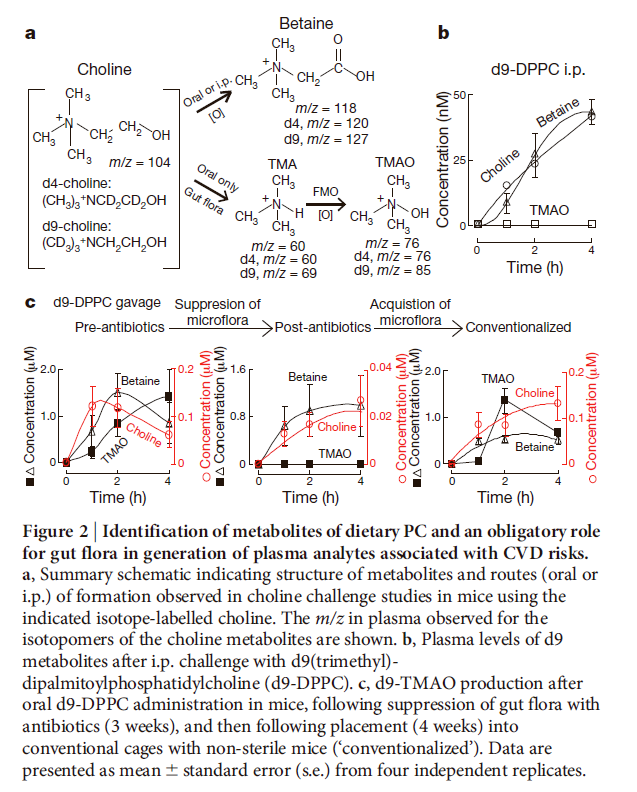 a
Betaine
Choline
CH3
+N
CH3
CH3
CH2
CH2
OH
m/z = 104
d4-choline:
(CH3)3+NCD2CD2OH
d9-choline:
(CD3)3+NCH2CH2OH
Oral or i.p.
[O]
CH3
+N
CH3
CH3
CH2
C
O
OH
m/z = 118
d4, m/z = 120
d9, m/z = 127
Oral only
Gut flora
TMA
CH3
+N
CH3
CH3
H
m/z = 60
d4, m/z = 60
d9, m/z = 69
FMO
[O]
TMAO
CH3
+N
CH3
CH3
OH
m/z = 76
d4, m/z = 76
d9, m/z = 85
b
d9-DPPC i.p.
Concentration (nM)
50
25
0
Betaine
Choline
TMAO
0 2 4
Time (h)
c d9-DPPC gavage
Pre-antibiotics
Suppresion of
microflora
Post-antibiotics
Acquistion of
microflora
Conventionalized
Concentration (μM)
2.0
1.0
0
Betaine
TMAO
Choline
0.2
0.1
0
Concentration (μM)
0 2 4
Time (h)
Concentration (μM)
1.6
0.8
0
Betaine
Choline
TMAO
0.04
0.02
0
Concentration (μM)
0 2 4
Time (h)
Concentration (μM)
2.0
1.0
0
TMAO
Choline
Betaine
0.2
0.1
0
Concentration (μM)
0 2 4
Time (h)
Figure 2 | Identification of metabolites of dietary PC and an obligatory role
for gut flora in generation of plasma analytes associated with CVD risks.
a, Summary schematic indicating structure of metabolites and routes (oral or
i.p.) of formation observed in choline challenge studies in mice using the
indicated isotope-labelled choline. The m/z in plasma observed for the
isotopomers of the choline metabolites are shown. b, Plasma levels of d9
metabolites after i.p. challenge with d9(trimethyl)-
dipalmitoylphosphatidylcholine (d9-DPPC). c, d9-TMAO production after
oral d9-DPPC administration in mice, following suppression of gut flora with
antibiotics (3 weeks), and then following placement (4 weeks) into
conventional cages with non-sterile mice (‘conventionalized’). Data are
presented as mean ± standard error (s.e.) from four independent replicates.